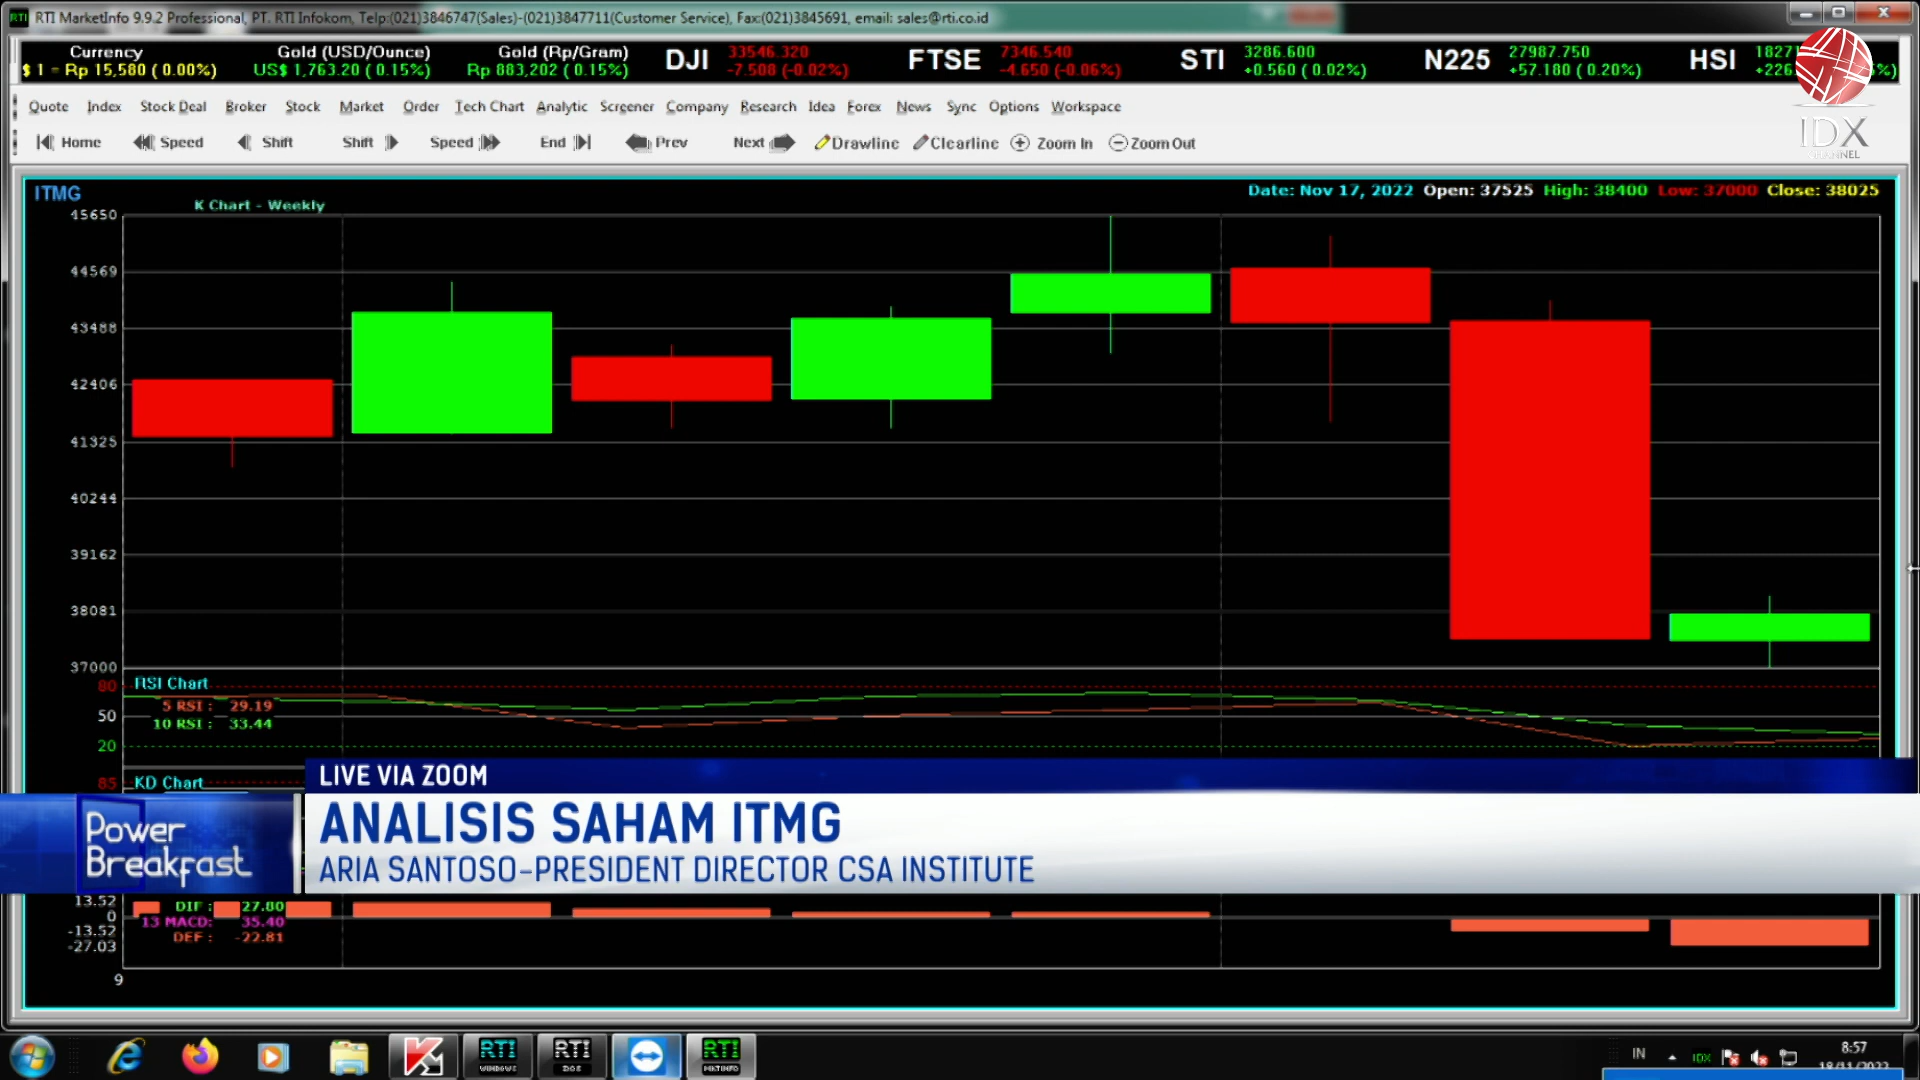 RTI MarketInfo 9.9.2 Professional, PT. RTI Infokom, Telp:(021)3846747(Sales)-(021)3847711(Customer Service), Fax:(021)3845691, email: sales@rti.co.id
Currency Gold (USD/Ounce) Gold (Rp/Gram) DJI 33546.320 FTSE 7346.540 STI 3286.600 N225 27987.750 HSI
$ 1 = Rp 15,580 ( 0.00%) US$ 1,763.20 ( 0.15%) Rp 883,202 ( 0.15%) -7.500 (-0.02%) -4.650 (-0.06%) +0.560 ( 0.02%) +57.180 ( 0.20%)
Quote Index Stock Deal Broker Stock Market Order Tech Chart Analytic Screener Company Research Idea Forex News Sync Options Workspace
Home Speed Shift Shift Speed End Prev Next Drawline Clearline Zoom In Zoom Out
IDX
CHANNEL
ITMG
K Chart - Weekly
Date: Nov 17, 2022 Open: 37525 High: 38400 Low: 37000 Close: 38025
45650
44569
43488
42406
41325
40244
39162
38081
37000
80 RSI Chart
5 RSI : 29.19
50 10 RSI : 33.44
20
85 KD Chart
LIVE VIA ZOOM
Power Breakfast
ANALISIS SAHAM ITMG
ARIA SANTOSO-PRESIDENT DIRECTOR CSA INSTITUTE
13.52 DIF : 27.80
0 13 MACD: 35.40
-13.52 DEF : -22.81
-27.03
9
RTI WINDOWS
RTI DOS
RTI MKTINFO
IN
IDX
8:57
18/11/2022